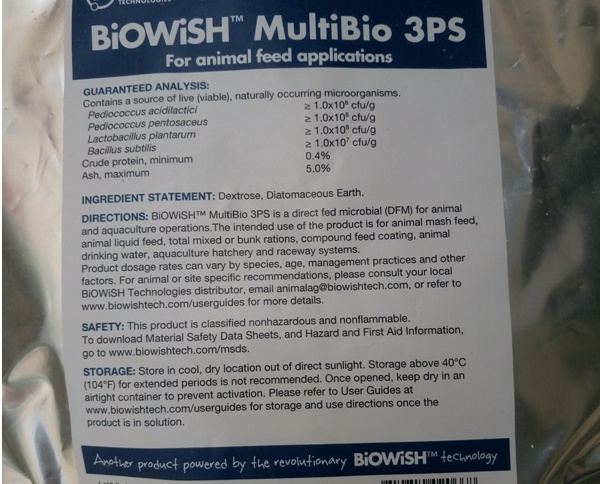 TECHNOLOGIES
BiOWiSH™ MultiBio 3PS
For animal feed applications
GUARANTEED ANALYSIS:
Contains a source of live (viable), naturally occurring microorganisms.
Pediococcus acidilactici ≥ 1.0x10⁸ cfu/g
Pediococcus pentosaceus ≥ 1.0x10⁸ cfu/g
Lactobacillus plantarum ≥ 1.0x10⁸ cfu/g
Bacillus subtilis ≥ 1.0x10⁷ cfu/g
Crude protein, minimum 0.4%
Ash, maximum 5.0%
INGREDIENT STATEMENT: Dextrose, Diatomaceous Earth.
DIRECTIONS: BiOWiSH™ MultiBio 3PS is a direct fed microbial (DFM) for animal
and aquaculture operations.The intended use of the product is for animal mash feed,
animal liquid feed, total mixed or bunk rations, compound feed coating, animal
drinking water, aquaculture hatchery and raceway systems.
Product dosage rates can vary by species, age, management practices and other
factors. For animal or site specific recommendations, please consult your local
BiOWiSH Technologies distributor, email animalag@biowishtech.com, or refer to
www.biowishtech.com/userguides for more details.
SAFETY: This product is classified nonhazardous and nonflammable.
To download Material Safety Data Sheets, and Hazard and First Aid Information,
go to www.biowishtech.com/msds.
STORAGE: Store in cool, dry location out of direct sunlight. Storage above 40°C
(104°F) for extended periods is not recommended. Once opened, keep dry in an
airtight container to prevent activation. Please refer to User Guides at
www.biowishtech.com/userguides for storage and use directions once the
product is in solution.
Another product powered by the revolutionary BiOWiSH™ technology